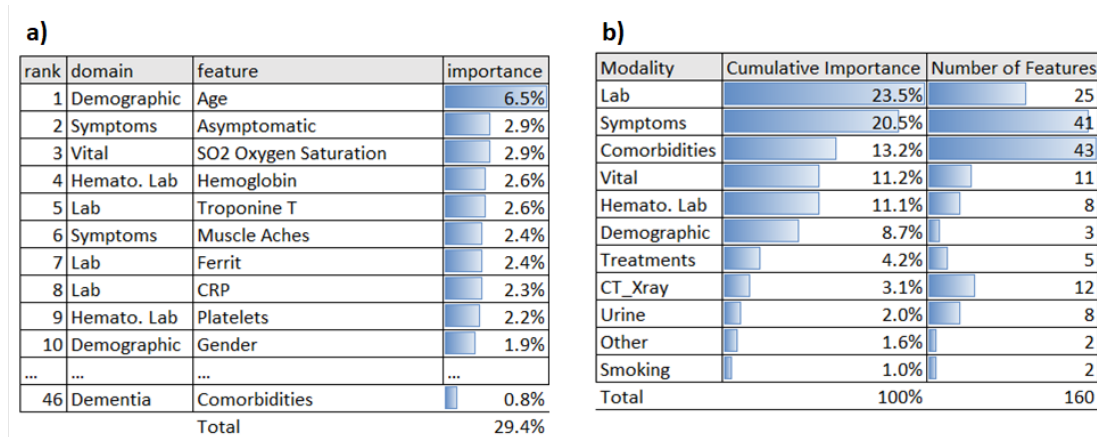 a)
rank domain feature importance
1 Demographic Age 6.5%
2 Symptoms Asymptomatic 2.9%
3 Vital SO2 Oxygen Saturation 2.9%
4 Hemato. Lab Hemoglobin 2.6%
5 Lab Troponine T 2.6%
6 Symptoms Muscle Aches 2.4%
7 Lab Ferrit 2.4%
8 Lab CRP 2.3%
9 Hemato. Lab Platelets 2.2%
10 Demographic Gender 1.9%
... ... ... ...
46 Dementia Comorbidities 0.8%
Total 29.4%
b)
Modality Cumulative Importance Number of Features
Lab 23.5% 25
Symptoms 20.5% 41
Comorbidities 13.2% 43
Vital 11.2% 11
Hemato. Lab 11.1% 8
Demographic 8.7% 3
Treatments 4.2% 5
CT_Xray 3.1% 12
Urine 2.0% 8
Other 1.6% 2
Smoking 1.0% 2
Total 100% 160